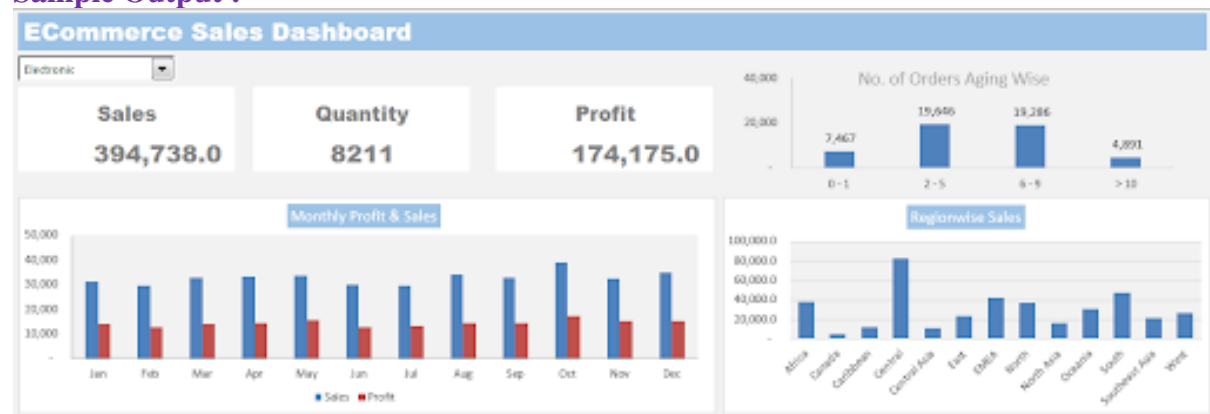 Sample Output :
ECommerce Sales Dashboard
Electronic
Sales
394,738.0
Quantity
8211
Profit
174,175.0
No. of Orders Aging Wise
40,000
20,000
-
7,467
19,646
19,286
4,891
0 - 1
2 - 5
6 - 9
> 10
Monthly Profit & Sales
50,000
40,000
30,000
20,000
10,000
-
Jan Feb Mar Apr May Jun Jul Aug Sep Oct Nov Dec
Sales Profit
Regionwise Sales
100,000.0
80,000.0
60,000.0
40,000.0
20,000.0
-
Africa
Canada
Caribbean
Central
Central Asia
East
EMEA
North
North Asia
Oceania
South
Southeast Asia
West